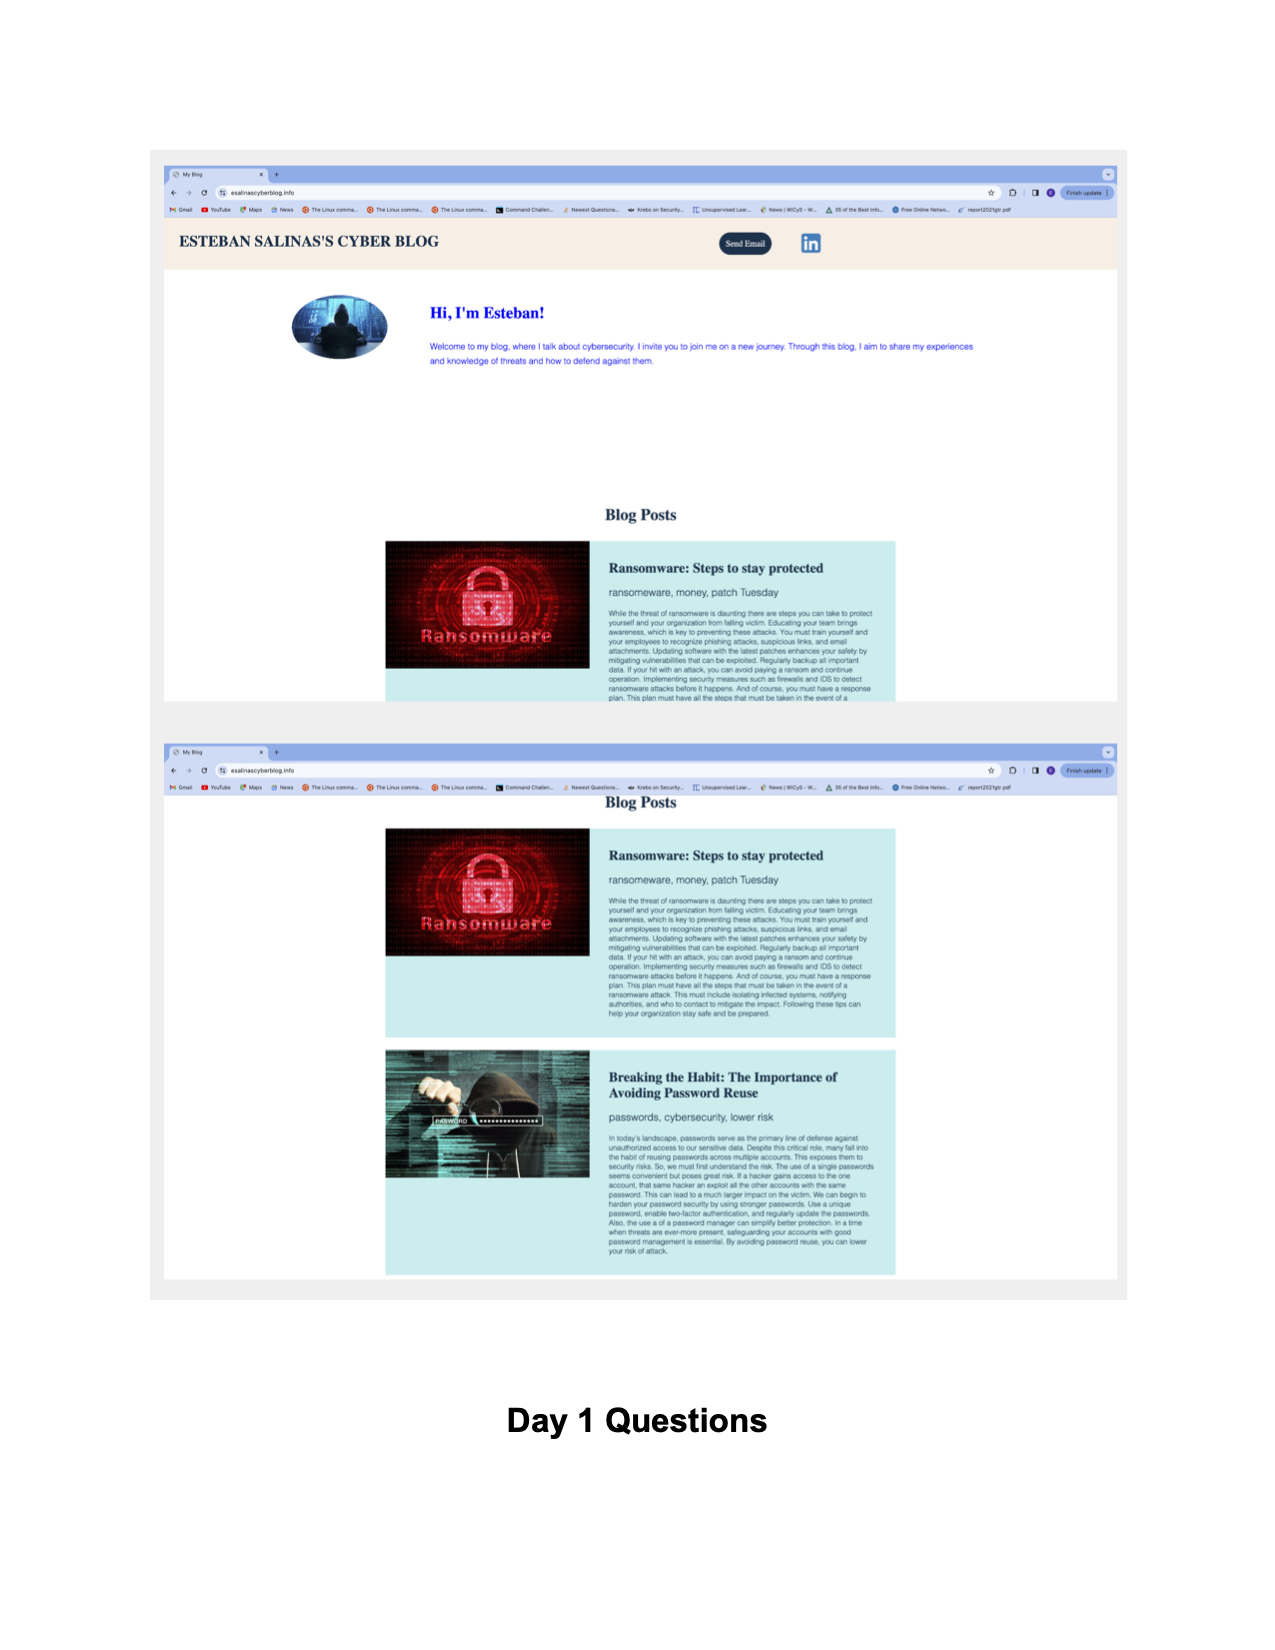 My Blog
esalinascyberblog.info
Finish update
Gmail YouTube Maps News The Linux comma... The Linux comma... The Linux comma... Command Challen... Newest Questions... Krebs on Security... Unsupervised Lear... News | WiCyS - W... 35 of the Best Info... Free Online Networ... report2021gtr.pdf
ESTEBAN SALINAS'S CYBER BLOG
Send Email
in
Hi, I'm Esteban!
Welcome to my blog, where I talk about cybersecurity. I invite you to join me on a new journey. Through this blog, I aim to share my experiences
and knowledge of threats and how to defend against them.
Blog Posts
Ransomware
Ransomware: Steps to stay protected
ransomeware, money, patch Tuesday
While the threat of ransomware is daunting there are steps you can take to protect
yourself and your organization from falling victim. Educating your team brings
awareness, which is key to preventing these attacks. You must train yourself and
your employees to recognize phishing attacks, suspicious links, and email
attachments. Updating software with the latest patches enhances your safety by
mitigating vulnerabilities that can be exploited. Regularly backup all important
data. If your hit with an attack, you can avoid paying a ransom and continue
operation. Implementing security measures such as firewalls and IDS to detect
ransomware attacks before it happens. And of course, you must have a response
plan. This plan must have all the steps that must be taken in the event of a
My Blog
esalinascyberblog.info
Finish update
Gmail YouTube Maps News The Linux comma... The Linux comma... The Linux comma... Command Challen... Newest Questions... Krebs on Security... Unsupervised Lear... News | WiCyS - W... 35 of the Best Info... Free Online Networ... report2021gtr.pdf
Blog Posts
Ransomware
Ransomware: Steps to stay protected
ransomeware, money, patch Tuesday
While the threat of ransomware is daunting there are steps you can take to protect
yourself and your organization from falling victim. Educating your team brings
awareness, which is key to preventing these attacks. You must train yourself and
your employees to recognize phishing attacks, suspicious links, and email
attachments. Updating software with the latest patches enhances your safety by
mitigating vulnerabilities that can be exploited. Regularly backup all important
data. If your hit with an attack, you can avoid paying a ransom and continue
operation. Implementing security measures such as firewalls and IDS to detect
ransomware attacks before it happens. And of course, you must have a response
plan. This plan must have all the steps that must be taken in the event of a
ransomware attack. This must include isolating infected systems, notifying
authorities, and who to contact to mitigate the impact. Following these tips can
help your organization stay safe and be prepared.
PASWORD
Breaking the Habit: The Importance of
Avoiding Password Reuse
passwords, cybersecurity, lower risk
In today's landscape, passwords serve as the primary line of defense against
unauthorized access to our sensitive data. Despite this critical role, many fall into
the habit of reusing passwords across multiple accounts. This exposes them to
security risks. So, we must first understand the risk. The use of a single passwords
seems convenient but poses great risk. If a hacker gains access to the one
account, that same hacker an exploit all the other accounts with the same
password. This can lead to a much larger impact on the victim. We can begin to
harden your password security by using stronger passwords. Use a unique
password, enable two-factor authentication, and regularly update the passwords.
Also, the use a of a password manager can simplify better protection. In a time
when threats are ever-more present, safeguarding your accounts with good
password management is essential. By avoiding password reuse, you can lower
your risk of attack.
Day 1 Questions